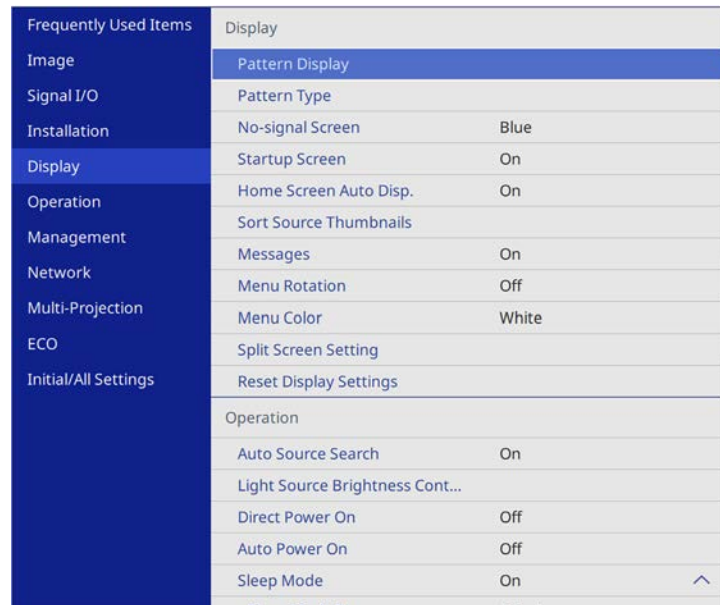 Frequently Used Items
Image
Signal I/O
Installation
Display
Operation
Management
Network
Multi-Projection
ECO
Initial/All Settings
Display
Pattern Display
Pattern Type
No-signal Screen Blue
Startup Screen On
Home Screen Auto Disp. On
Sort Source Thumbnails
Messages On
Menu Rotation Off
Menu Color White
Split Screen Setting
Reset Display Settings
Operation
Auto Source Search On
Light Source Brightness Cont...
Direct Power On Off
Auto Power On Off
Sleep Mode On